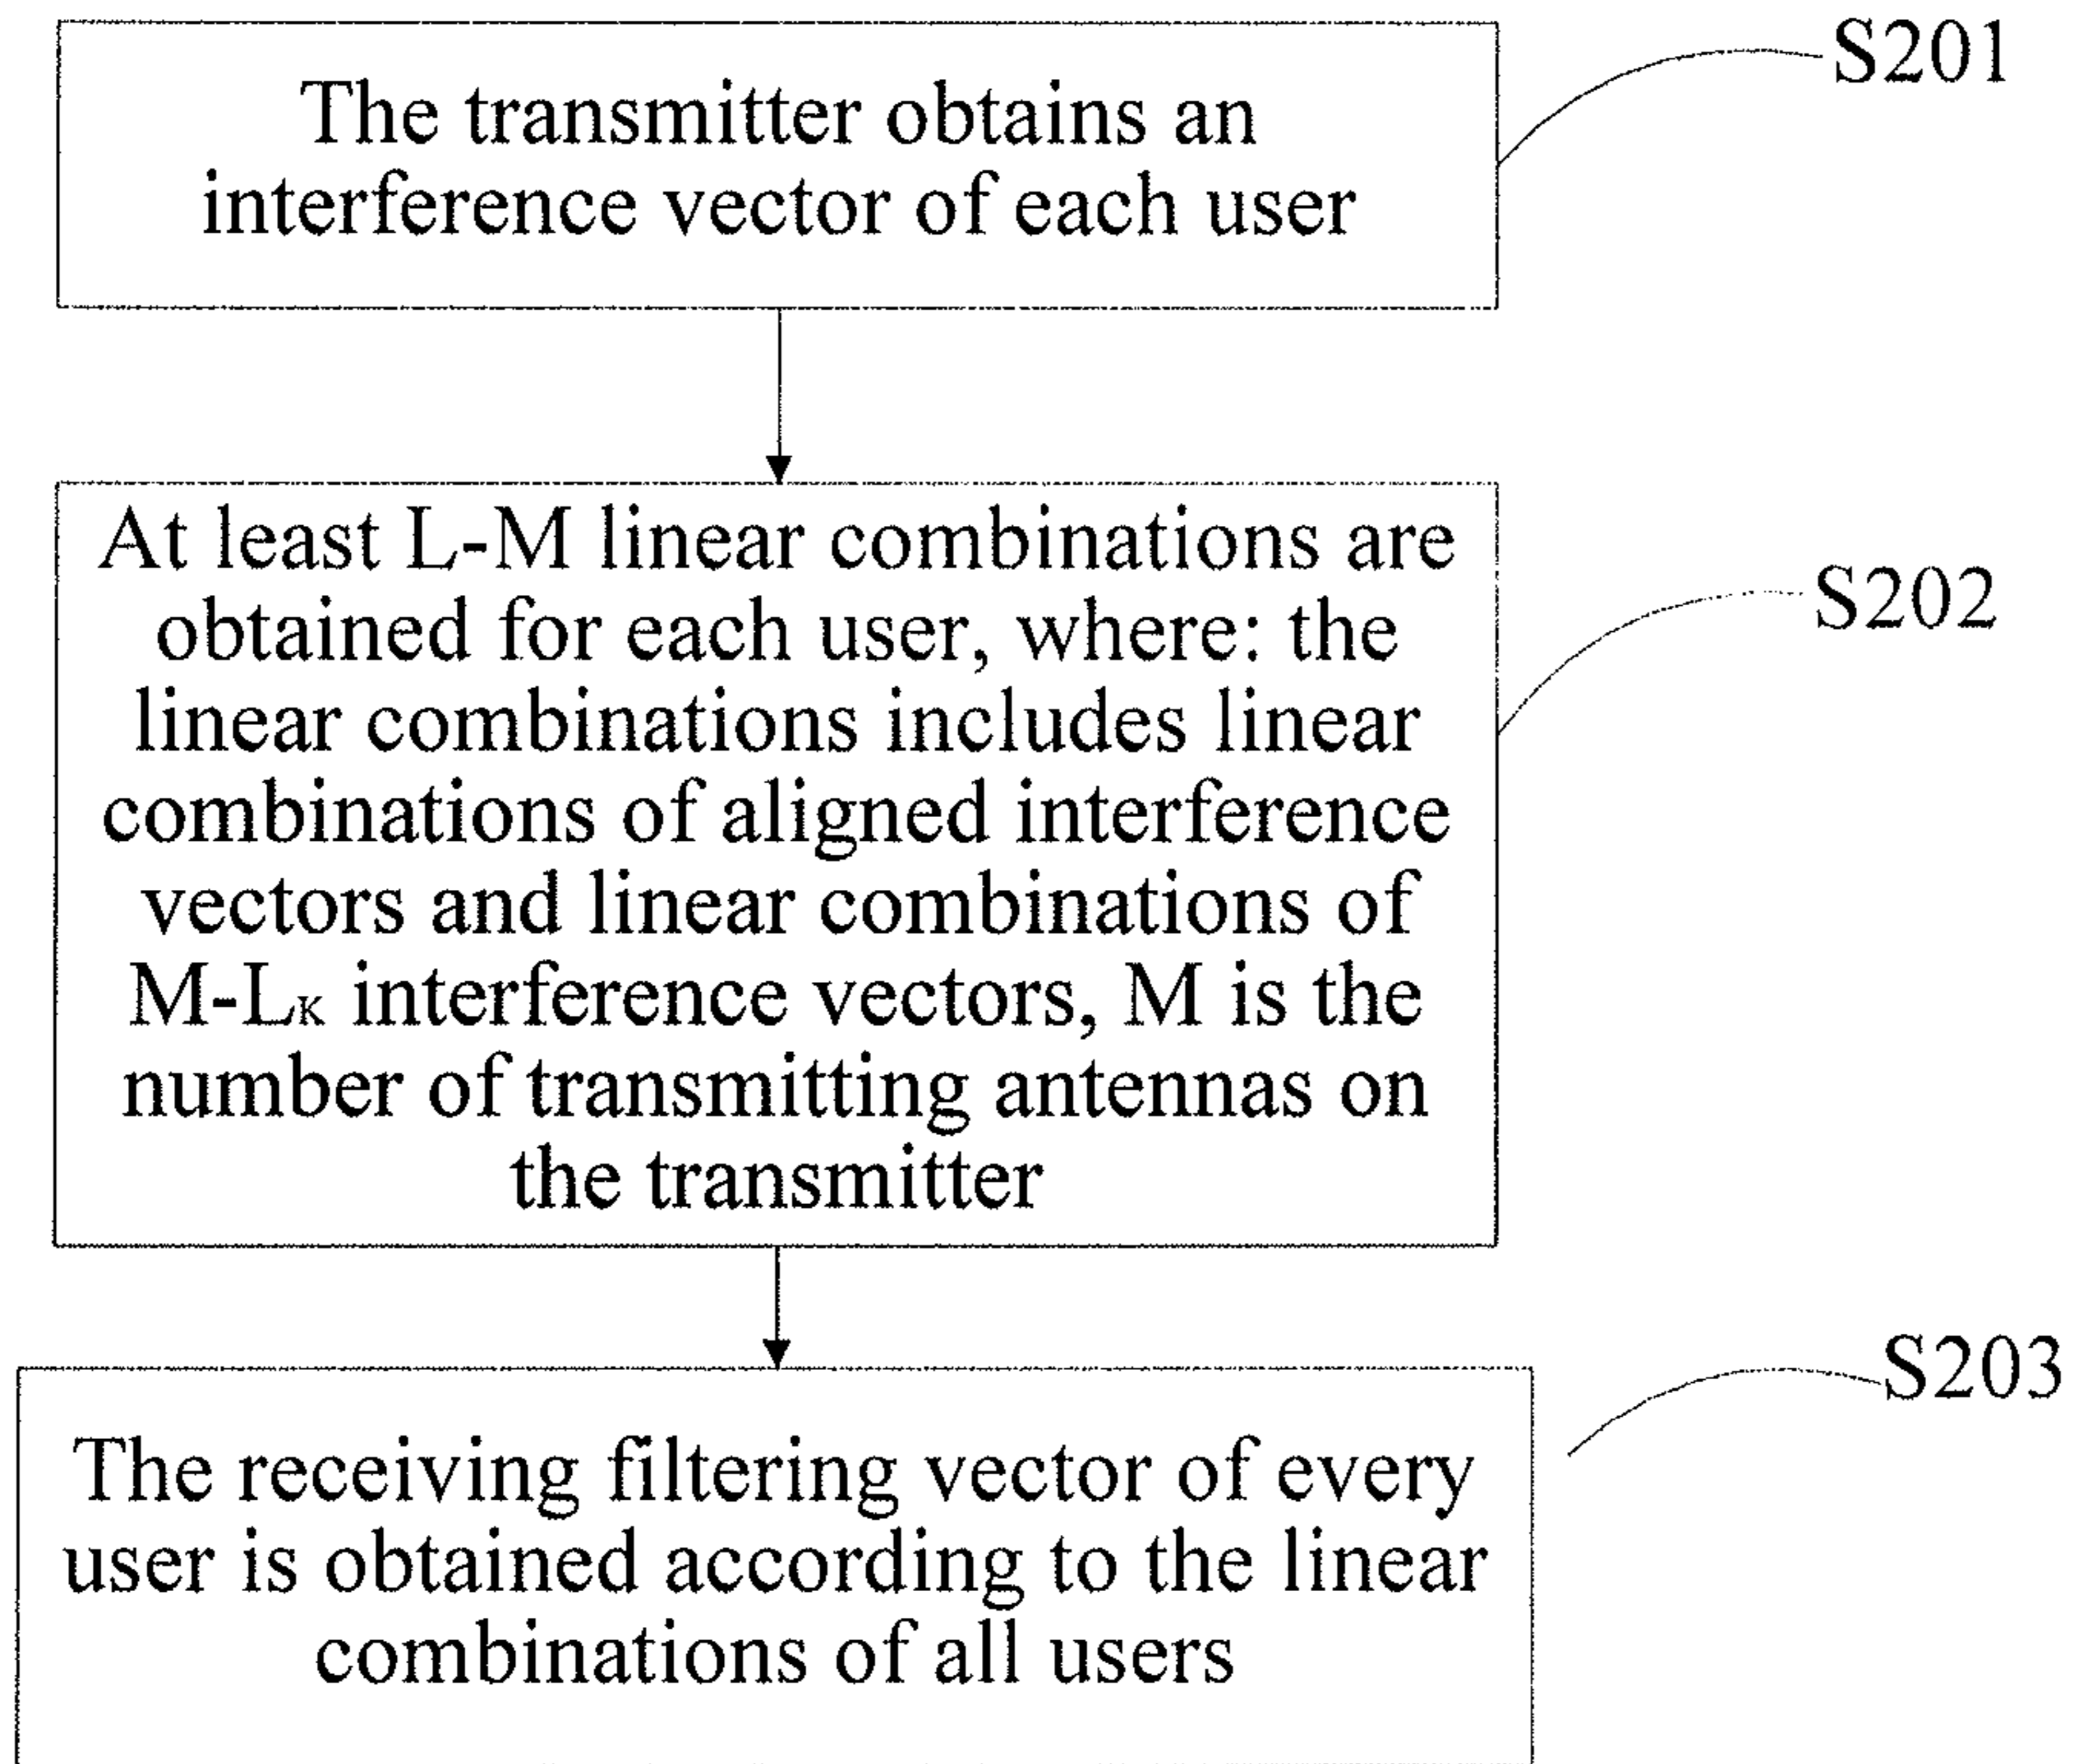 The transmitter obtains an
interference vector of each user
S201
At least L-M linear combinations are
obtained for each user, where: the
linear combinations includes linear
combinations of aligned interference
vectors and linear combinations of
M-LK interference vectors, M is the
number of transmitting antennas on
the transmitter
S202
The receiving filtering vector of every
user is obtained according to the linear
combinations of all users
S203